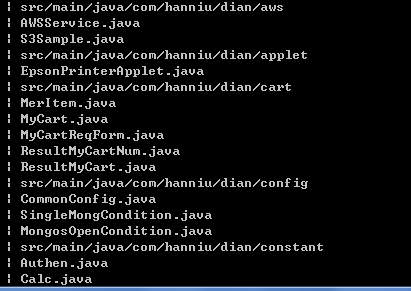 ¦ src/main/java/com/hanniu/dian/aws
¦ AWSService.java
¦ S3Sample.java
¦ src/main/java/com/hanniu/dian/applet
¦ EpsonPrinterApplet.java
¦ src/main/java/com/hanniu/dian/cart
¦ MerItem.java
¦ MyCart.java
¦ MyCartReqForm.java
¦ ResultMyCartNum.java
¦ ResultMyCart.java
¦ src/main/java/com/hanniu/dian/config
¦ CommonConfig.java
¦ SingleMongCondition.java
¦ MongosOpenCondition.java
¦ src/main/java/com/hanniu/dian/constant
¦ Authen.java
¦ Calc.java